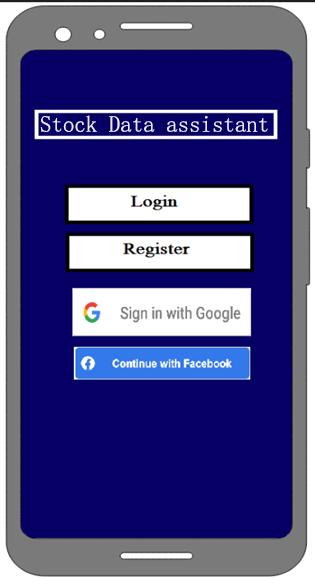 Stock Data assistant
Login
Register
Sign in with Google
Continue with Facebook